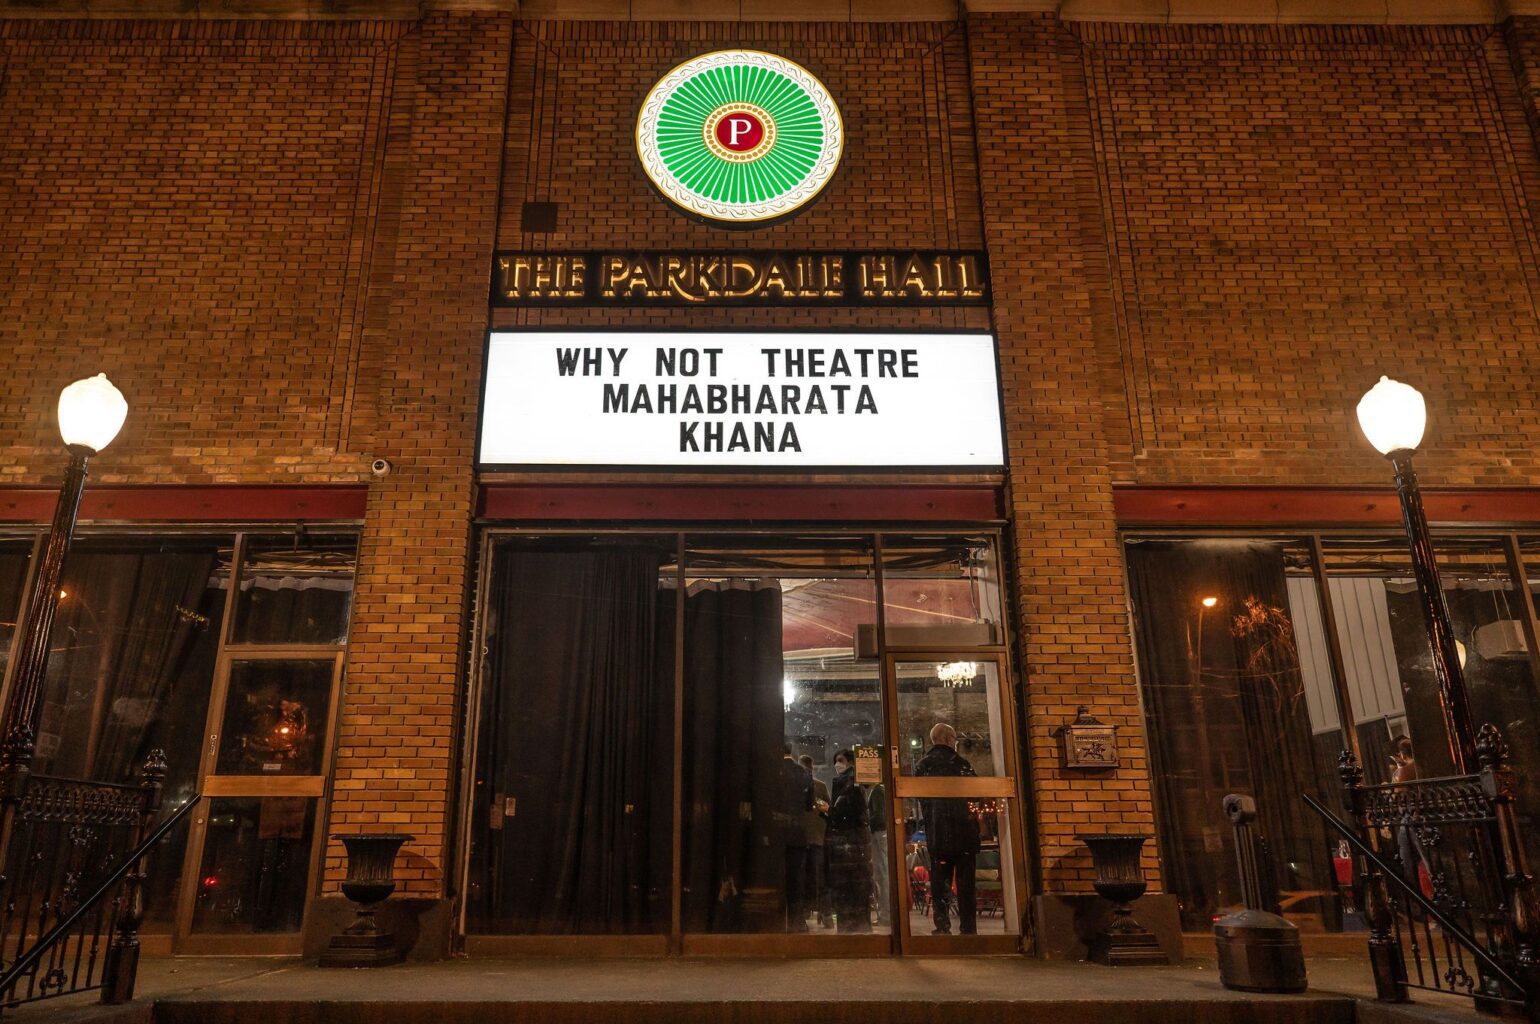 P
THE PARKDALE HALL
WHY NOT THEATRE
MAHABHARATA
KHANA
PASS